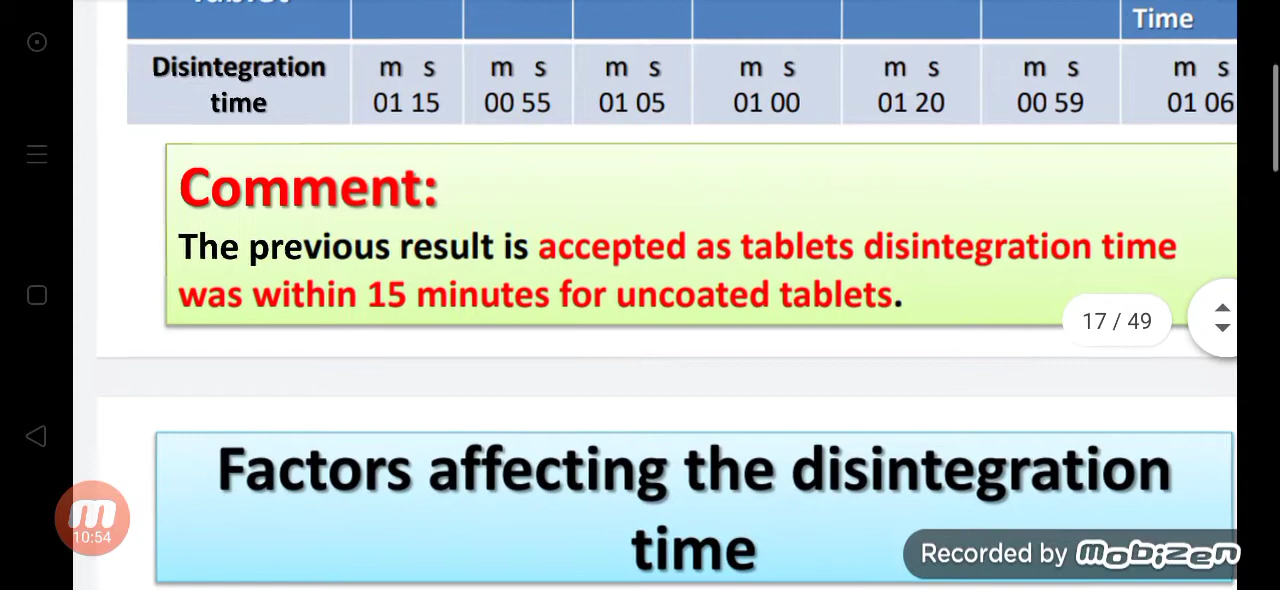 Time
Disintegration time
m s
01 15
m s
00 55
m s
01 05
m s
01 00
m s
01 20
m s
00 59
m s
01 06
Comment:
The previous result is accepted as tablets disintegration time
was within 15 minutes for uncoated tablets.
17 / 49
Factors affecting the disintegration
time
10:54
Recorded by Mobizen